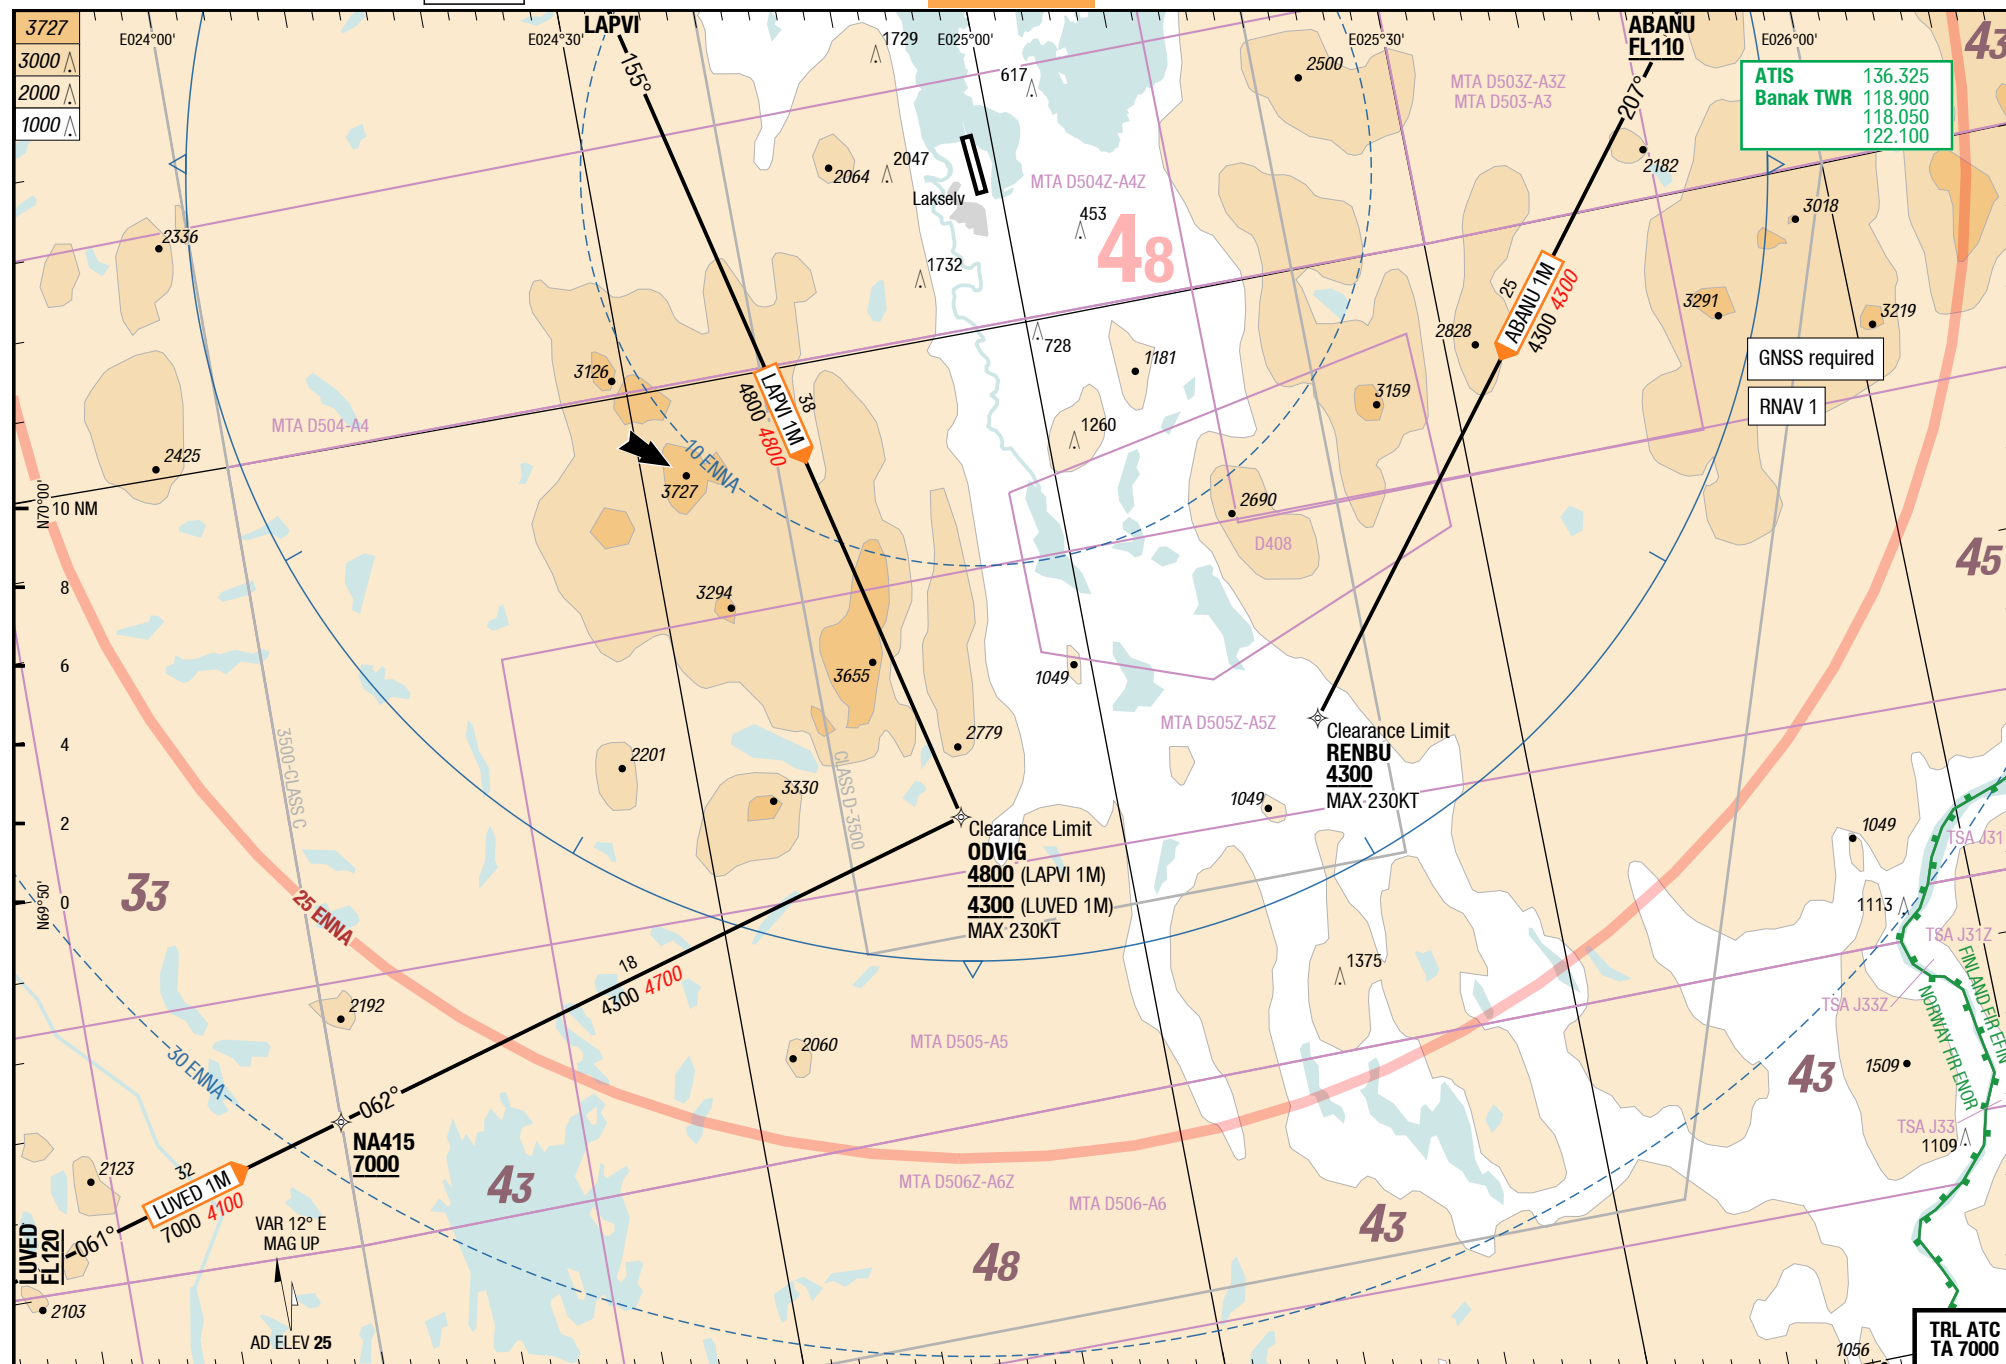 3727
3000
2000
1000
E024°00'
E024°30'
LAPVI
155°
1729
E025°00'
617
2500
E025°30'
MTA D503Z-A3Z
MTA D503-A3
ABANU
FL110
207°
E026°00'
43
ATIS 136.325
Banak TWR 118.900
118.050
122.100
2064
2047
Lakselv
MTA D504Z-A4Z
453
48
2182
3018
2336
1732
728
1181
2828
25
ABANU 1M
4300 4300
3291
3219
GNSS required
RNAV 1
3126
38
LAPVI 1M
4800 4800
3159
1260
MTA D504-A4
2425
10 ENNA
3727
2690
N70°00'
10 NM
D408
45
8
3294
6
3655
1049
MTA D505Z-A5Z
4
2201
2779
3330
3500-CLASS C
CLASS D-3500
Clearance Limit
RENBU
4300
MAX 230KT
1049
2
Clearance Limit
ODVIG
4800 (LAPVI 1M)
4300 (LUVED 1M)
MAX 230KT
1049
TSA J31
N69°50'
0
33
25 ENNA
1113
TSA J31Z
18
4300 4700
1375
FINLAND FIR EFIN
NORWAY FIR ENOR
TSA J33Z
2192
2060
MTA D505-A5
30 ENNA
062°
43
1509
NA415
7000
TSA J33
1109
2123
32
LUVED 1M
7000 4100
061°
43
MTA D506Z-A6Z
MTA D506-A6
43
LUVED
FL120
VAR 12° E
MAG UP
48
2103
AD ELEV 25
TRL ATC
TA 7000
1056